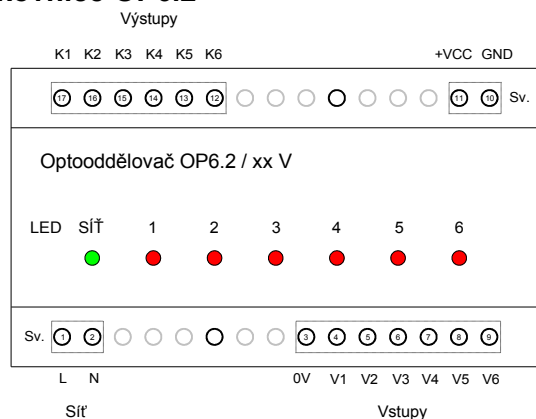 Výstupy
K1 K2 K3 K4 K5 K6 +VCC GND
17 16 15 14 13 12 11 10 Sv.
Optooddělovač OP6.2 / xx V
LED SÍŤ 1 2 3 4 5 6
Sv. 1 2 3 4 5 6 7 8 9
L N 0V V1 V2 V3 V4 V5 V6
Síť Vstupy